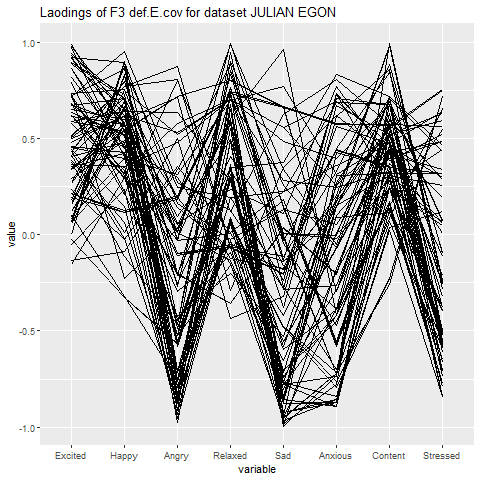 Laodings of F3 def.E.cov for dataset JULIAN EGON
1.0
0.5
0.0
-0.5
-1.0
value
Excited Happy Angry Relaxed Sad Anxious Content Stressed
variable